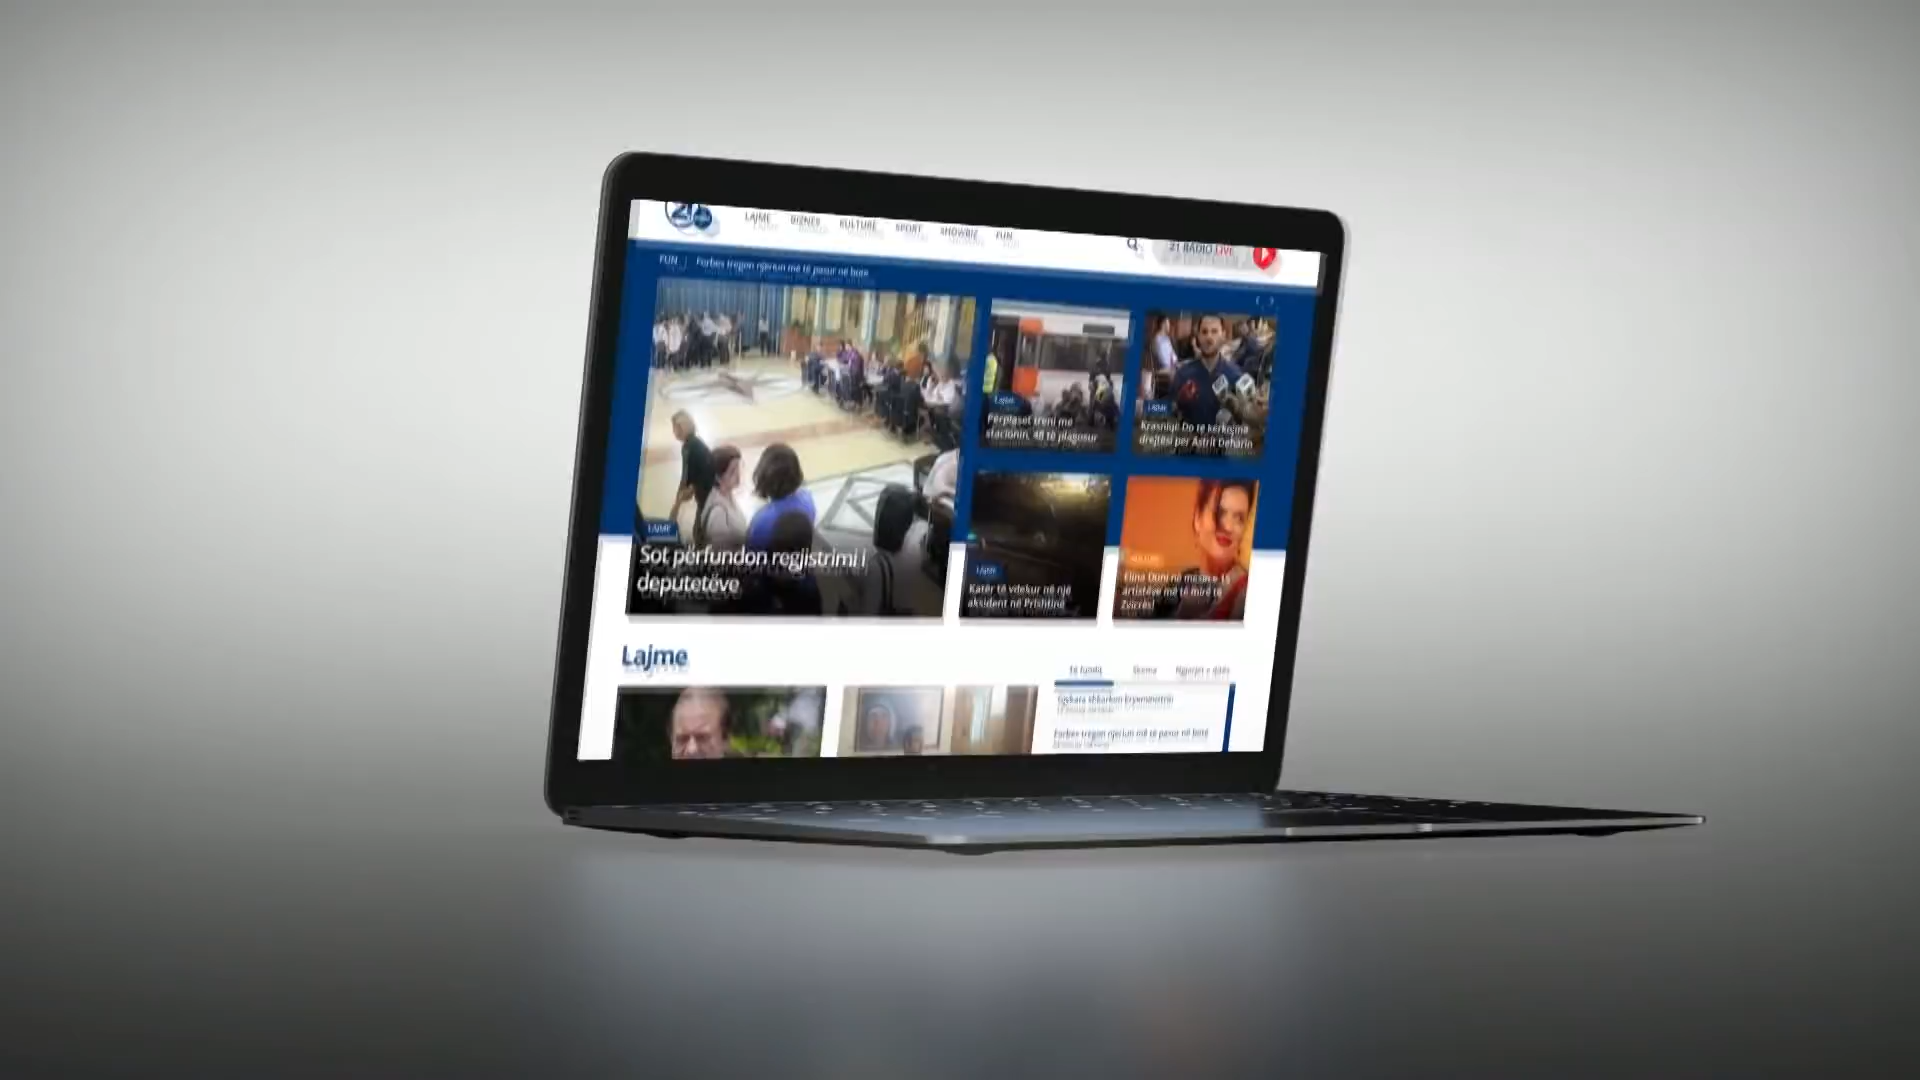 LAJME BIZNES KULTURË SPORT SHOWBIZ FUN
21 RADIO LIVE
FUN Forbes tregon njeriun më të pasur në botë
LAJME
Sot përfundon regjistrimi i
deputetëve
LAJME
Përplaset treni me
stacionin, 48 të plagosur
LAJME
Krasniqi: Do të kërkojmë
drejtësi për Astrit Deharin
LAJME
Katër të vdekur në një
aksident në Prishtinë
Elina Duni në mesin e 15
artistëve më të mirë të
Zvicrës!
Lajme
Të fundit
Forbes tregon njeriun më të pasur në botë